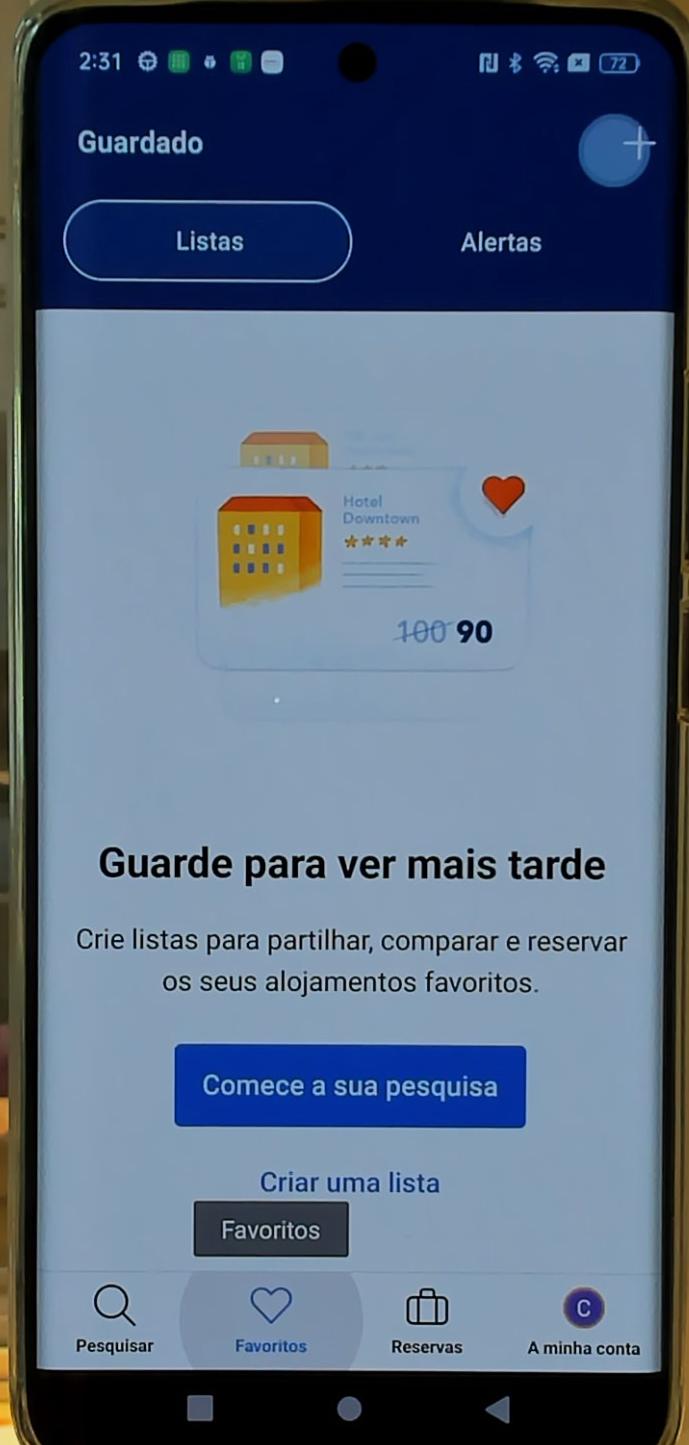 2:31
72
Guardado
Listas
Alertas
Hotel
Downtown
100 90
Guarde para ver mais tarde
Crie listas para partilhar, comparar e reservar
os seus alojamentos favoritos.
Comece a sua pesquisa
Criar uma lista
Favoritos
C
Pesquisar
Favoritos
Reservas
A minha conta